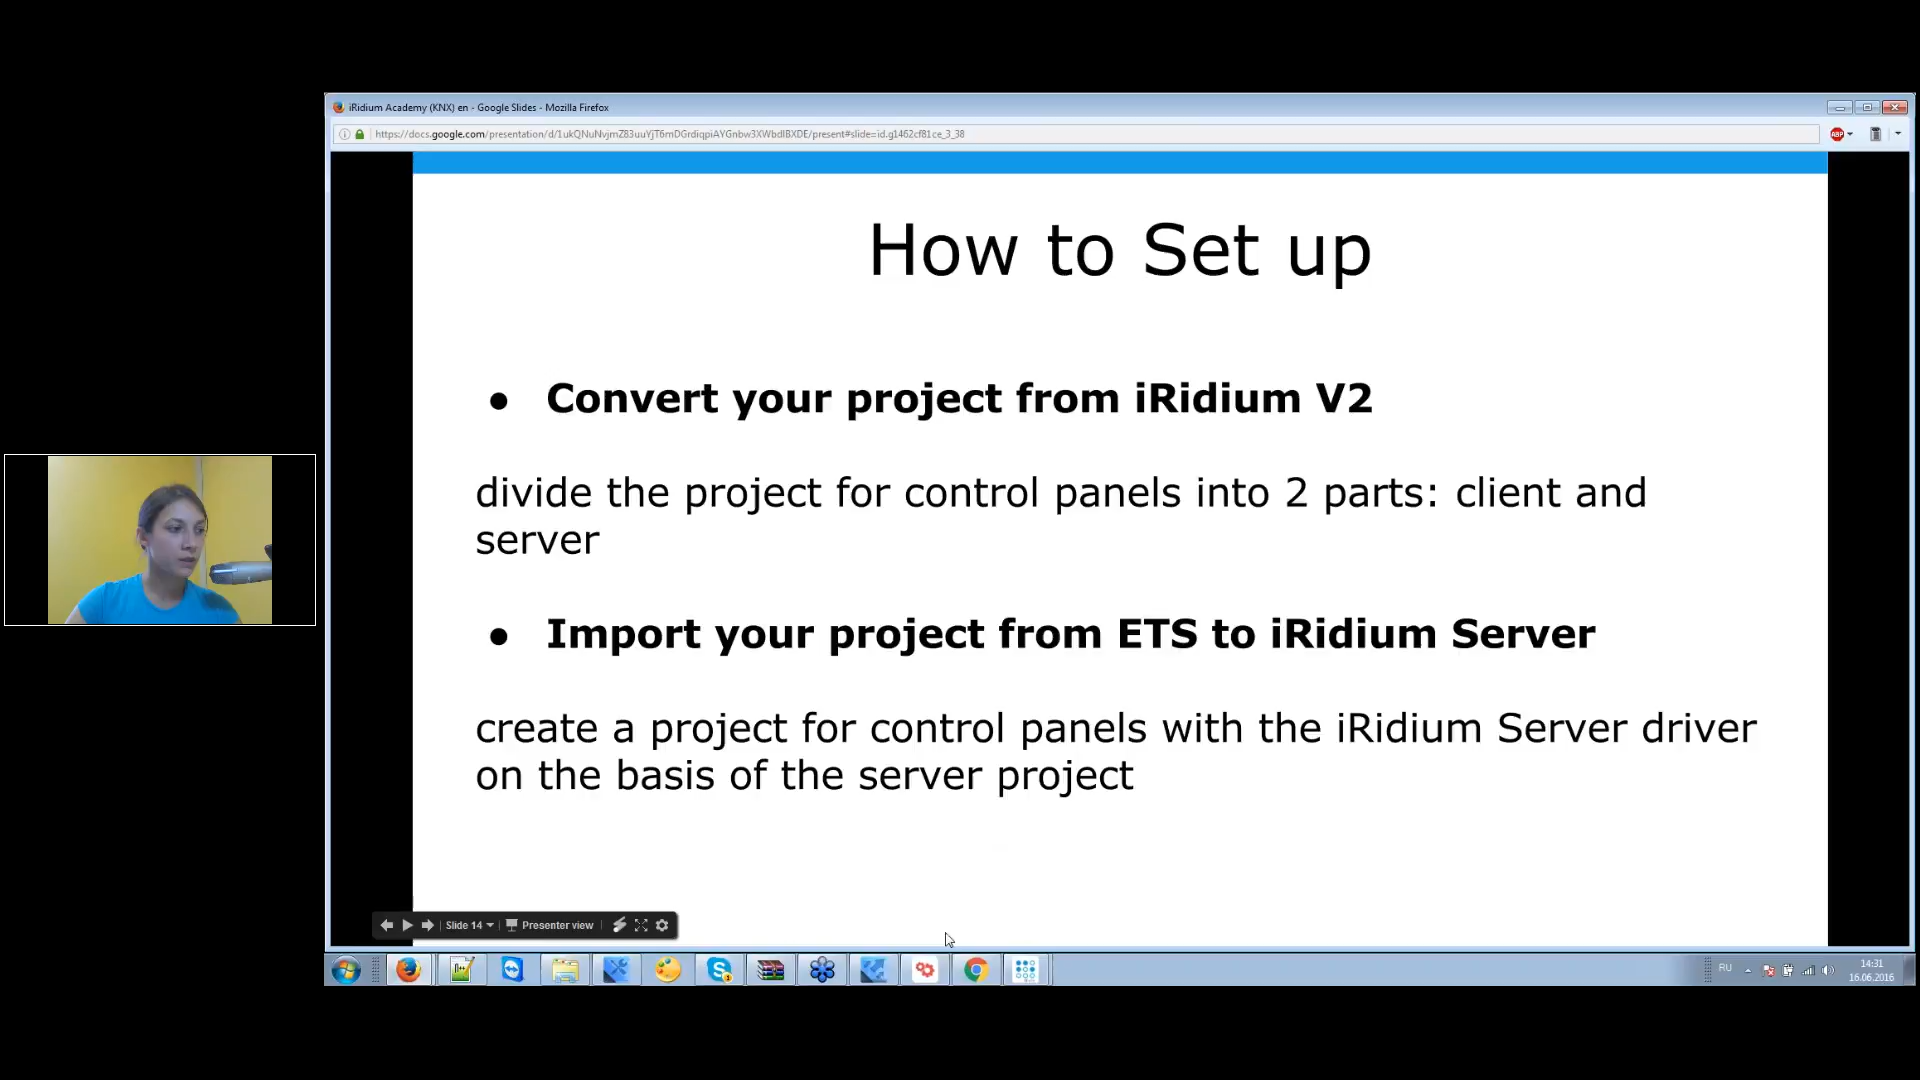 iRidium Academy (KNX) en - Google Slides - Mozilla Firefox
https://docs.google.com/presentation/d/1ukQNuNvjmZ83uuYjT6mDGrdiqpiAYGnbw3XWbdIBXDE/present#slide=id.g1462cf81ce_3_38
ABP
How to Set up
● Convert your project from iRidium V2
divide the project for control panels into 2 parts: client and
server
● Import your project from ETS to iRidium Server
create a project for control panels with the iRidium Server driver
on the basis of the server project
Slide 14
Presenter view
RU
14:31
16.06.2016